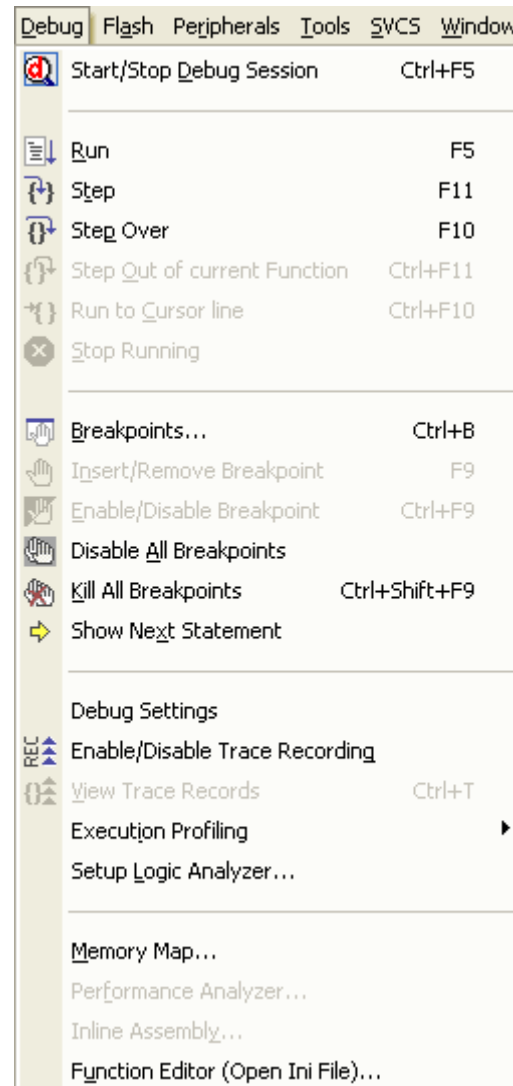 Debug Flash Peripherals Tools SVCS Window
Start/Stop Debug Session Ctrl+F5
Run F5
Step F11
Step Over F10
Step Out of current Function Ctrl+F11
Run to Cursor line Ctrl+F10
Stop Running
Breakpoints... Ctrl+B
Insert/Remove Breakpoint F9
Enable/Disable Breakpoint Ctrl+F9
Disable All Breakpoints
Kill All Breakpoints Ctrl+Shift+F9
Show Next Statement
Debug Settings
REC Enable/Disable Trace Recording
View Trace Records Ctrl+T
Execution Profiling
Setup Logic Analyzer...
Memory Map...
Performance Analyzer...
Inline Assembly...
Function Editor (Open Ini File)...